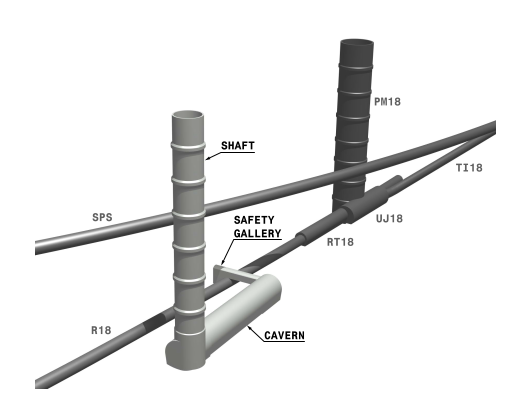 PM18
SHAFT
TI18
SPS
SAFETY
GALLERY
UJ18
RT18
R18
CAVERN